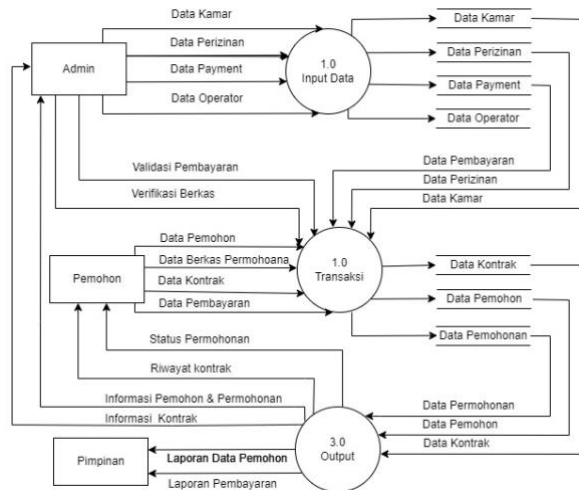 Data Kamar
Data Perizinan
Data Payment
Data Operator
Admin
1.0
Input Data
Data Kamar
Data Perizinan
Data Payment
Data Operator
Validasi Pembayaran
Verifikasi Berkas
Data Pembayaran
Data Perizinan
Data Kamar
Pemohon
Data Pemohon
Data Berkas Permohoana
Data Kontrak
Data Pembayaran
1.0
Transaksi
Data Kontrak
Data Pemohon
Data Pemohonan
Status Permohonan
Riwayat kontrak
Informasi Pemohon & Permohonan
Informasi Kontrak
Data Permohonan
Data Pemohon
Data Kontrak
3.0
Output
Pimpinan
Laporan Data Pemohon
Laporan Pembayaran